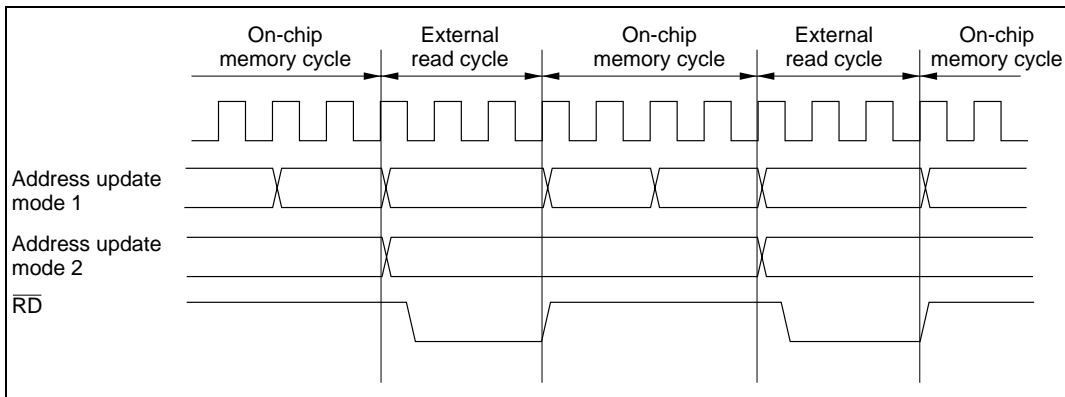 On-chip
memory cycle
External
read cycle
On-chip
memory cycle
External
read cycle
On-chip
memory cycle
Address update
mode 1
Address update
mode 2
RD